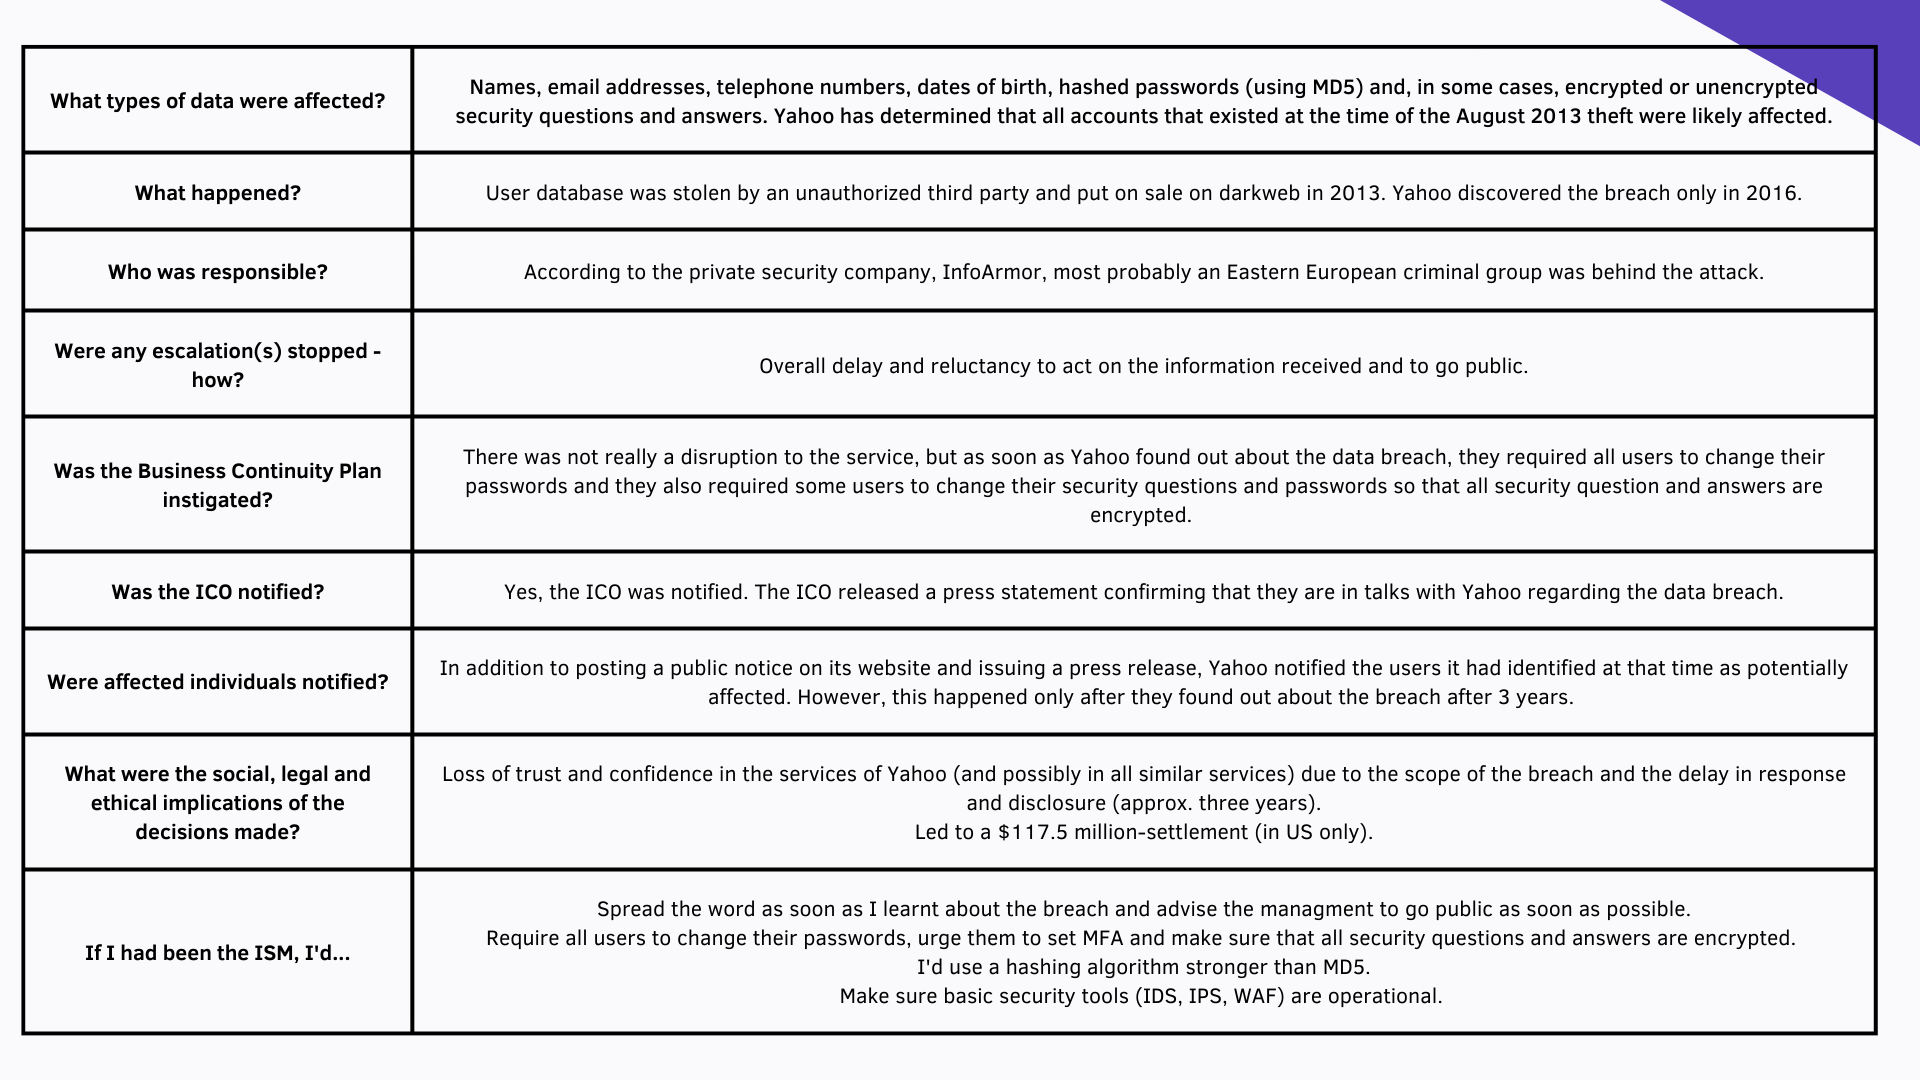 What types of data were affected?
Names, email addresses, telephone numbers, dates of birth, hashed passwords (using MD5) and, in some cases, encrypted or unencrypted
security questions and answers. Yahoo has determined that all accounts that existed at the time of the August 2013 theft were likely affected.
What happened?
User database was stolen by an unauthorized third party and put on sale on darkweb in 2013. Yahoo discovered the breach only in 2016.
Who was responsible?
According to the private security company, InfoArmor, most probably an Eastern European criminal group was behind the attack.
Were any escalation(s) stopped -
how?
Overall delay and reluctancy to act on the information received and to go public.
Was the Business Continuity Plan
instigated?
There was not really a disruption to the service, but as soon as Yahoo found out about the data breach, they required all users to change their
passwords and they also required some users to change their security questions and passwords so that all security question and answers are
encrypted.
Was the ICO notified?
Yes, the ICO was notified. The ICO released a press statement confirming that they are in talks with Yahoo regarding the data breach.
Were affected individuals notified?
In addition to posting a public notice on its website and issuing a press release, Yahoo notified the users it had identified at that time as potentially
affected. However, this happened only after they found out about the breach after 3 years.
What were the social, legal and
ethical implications of the
decisions made?
Loss of trust and confidence in the services of Yahoo (and possibly in all similar services) due to the scope of the breach and the delay in response
and disclosure (approx. three years).
Led to a $117.5 million-settlement (in US only).
If I had been the ISM, I'd...
Spread the word as soon as I learnt about the breach and advise the managment to go public as soon as possible.
Require all users to change their passwords, urge them to set MFA and make sure that all security questions and answers are encrypted.
I'd use a hashing algorithm stronger than MD5.
Make sure basic security tools (IDS, IPS, WAF) are operational.